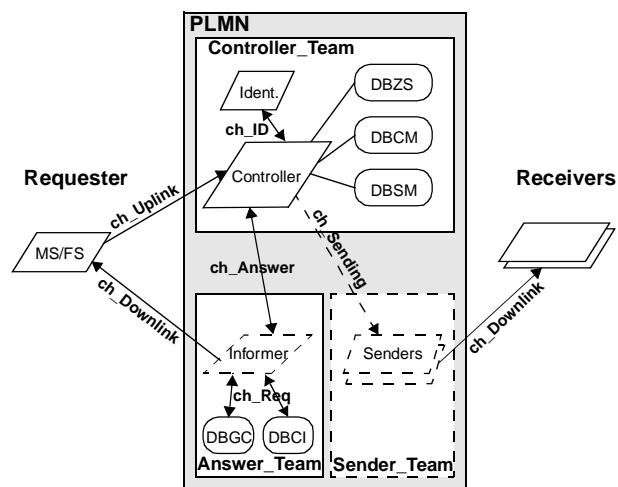 PLMN
Controller_Team
Ident.
DBZS
ch_ID
DBCM
Requester
Controller
Receivers
DBSM
ch_Uplink
MS/FS
ch_Sending
ch_Answer
ch_Downlink
ch_Downlink
Informer
Senders
ch_Req
DBGC
DBCI
Answer_Team
Sender_Team